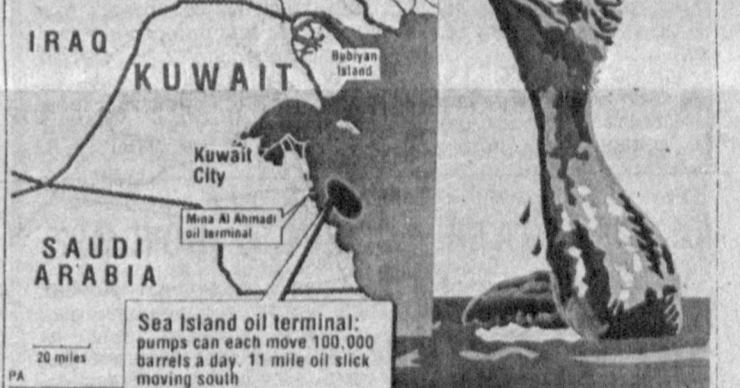 IRAQ
KUWAIT
Bubiyan
Island
Kuwait
City
Mina Al Ahmadi
oil terminal
SAUDI
ARABIA
Sea Island oil terminal:
pumps can each move 100,000
barrels a day. 11 mile oil slick
moving south
20 miles
PA